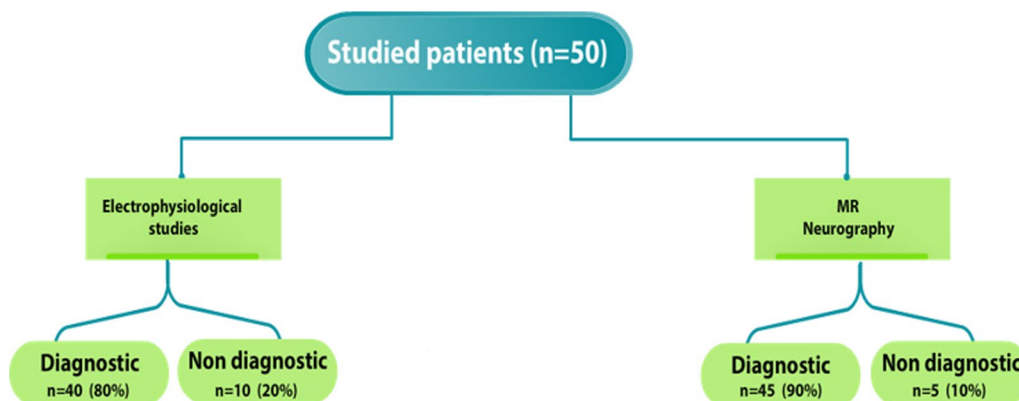 Studied patients (n=50)
Electrophysiological
studies
MR
Neurography
Diagnostic
n=40 (80%)
Non diagnostic
n=10 (20%)
Diagnostic
n=45 (90%)
Non diagnostic
n=5 (10%)